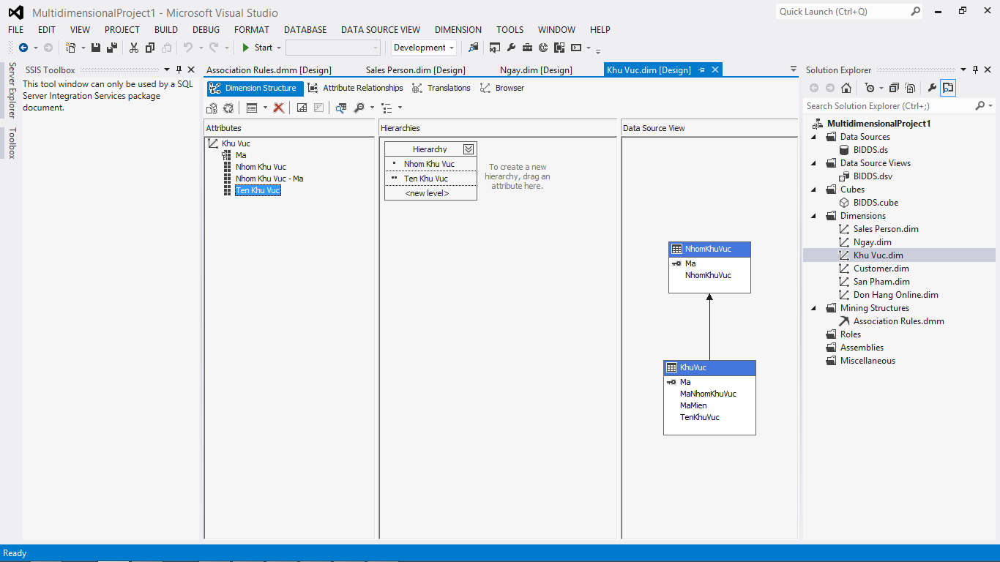 MultidimensionalProject1 - Microsoft Visual Studio
Quick Launch (Ctrl+Q)
FILE EDIT VIEW PROJECT BUILD DEBUG FORMAT DATABASE DATA SOURCE VIEW DIMENSION TOOLS WINDOW HELP
Start Development
Server Explorer
Toolbox
SSIS Toolbox
This tool window can only be used by a SQL
Server Integration Services package
document.
Association Rules.dmm [Design] Sales Person.dim [Design] Ngay.dim [Design] Khu Vuc.dim [Design]
Dimension Structure Attribute Relationships Translations Browser
Attributes
Khu Vuc
Ma
Nhom Khu Vuc
Nhom Khu Vuc - Ma
Ten Khu Vuc
Hierarchies
Hierarchy
Nhom Khu Vuc
Ten Khu Vuc
<new level>
To create a new
hierarchy, drag an
attribute here.
Data Source View
NhomKhuVuc
Ma
NhomKhuVuc
KhuVuc
Ma
MaNhomKhuVuc
MaMien
TenKhuVuc
Solution Explorer
Search Solution Explorer (Ctrl+;)
MultidimensionalProject1
Data Sources
BIDDS.ds
Data Source Views
BIDDS.dsv
Cubes
BIDDS.cube
Dimensions
Sales Person.dim
Ngay.dim
Khu Vuc.dim
Customer.dim
San Pham.dim
Don Hang Online.dim
Mining Structures
Association Rules.dmm
Roles
Assemblies
Miscellaneous
Ready